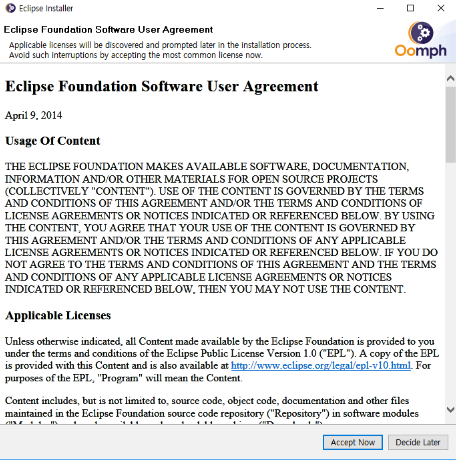 Eclipse Installer
Eclipse Foundation Software User Agreement
Applicable licenses will be discovered and prompted later in the installation process.
Avoid such interruptions by accepting the most common license now.
Oomph
Eclipse Foundation Software User Agreement
April 9, 2014
Usage Of Content
THE ECLIPSE FOUNDATION MAKES AVAILABLE SOFTWARE, DOCUMENTATION,
INFORMATION AND/OR OTHER MATERIALS FOR OPEN SOURCE PROJECTS
(COLLECTIVELY "CONTENT"). USE OF THE CONTENT IS GOVERNED BY THE TERMS
AND CONDITIONS OF THIS AGREEMENT AND/OR THE TERMS AND CONDITIONS OF
LICENSE AGREEMENTS OR NOTICES INDICATED OR REFERENCED BELOW. BY USING
THE CONTENT, YOU AGREE THAT YOUR USE OF THE CONTENT IS GOVERNED BY
THIS AGREEMENT AND/OR THE TERMS AND CONDITIONS OF ANY APPLICABLE
LICENSE AGREEMENTS OR NOTICES INDICATED OR REFERENCED BELOW. IF YOU DO
NOT AGREE TO THE TERMS AND CONDITIONS OF THIS AGREEMENT AND THE TERMS
AND CONDITIONS OF ANY APPLICABLE LICENSE AGREEMENTS OR NOTICES
INDICATED OR REFERENCED BELOW, THEN YOU MAY NOT USE THE CONTENT.
Applicable Licenses
Unless otherwise indicated, all Content made available by the Eclipse Foundation is provided to you
under the terms and conditions of the Eclipse Public License Version 1.0 ("EPL"). A copy of the EPL
is provided with this Content and is also available at http://www.eclipse.org/legal/epl-v10.html. For
purposes of the EPL, "Program" will mean the Content.
Content includes, but is not limited to, source code, object code, documentation and other files
maintained in the Eclipse Foundation source code repository ("Repository") in software modules
Accept Now
Decide Later